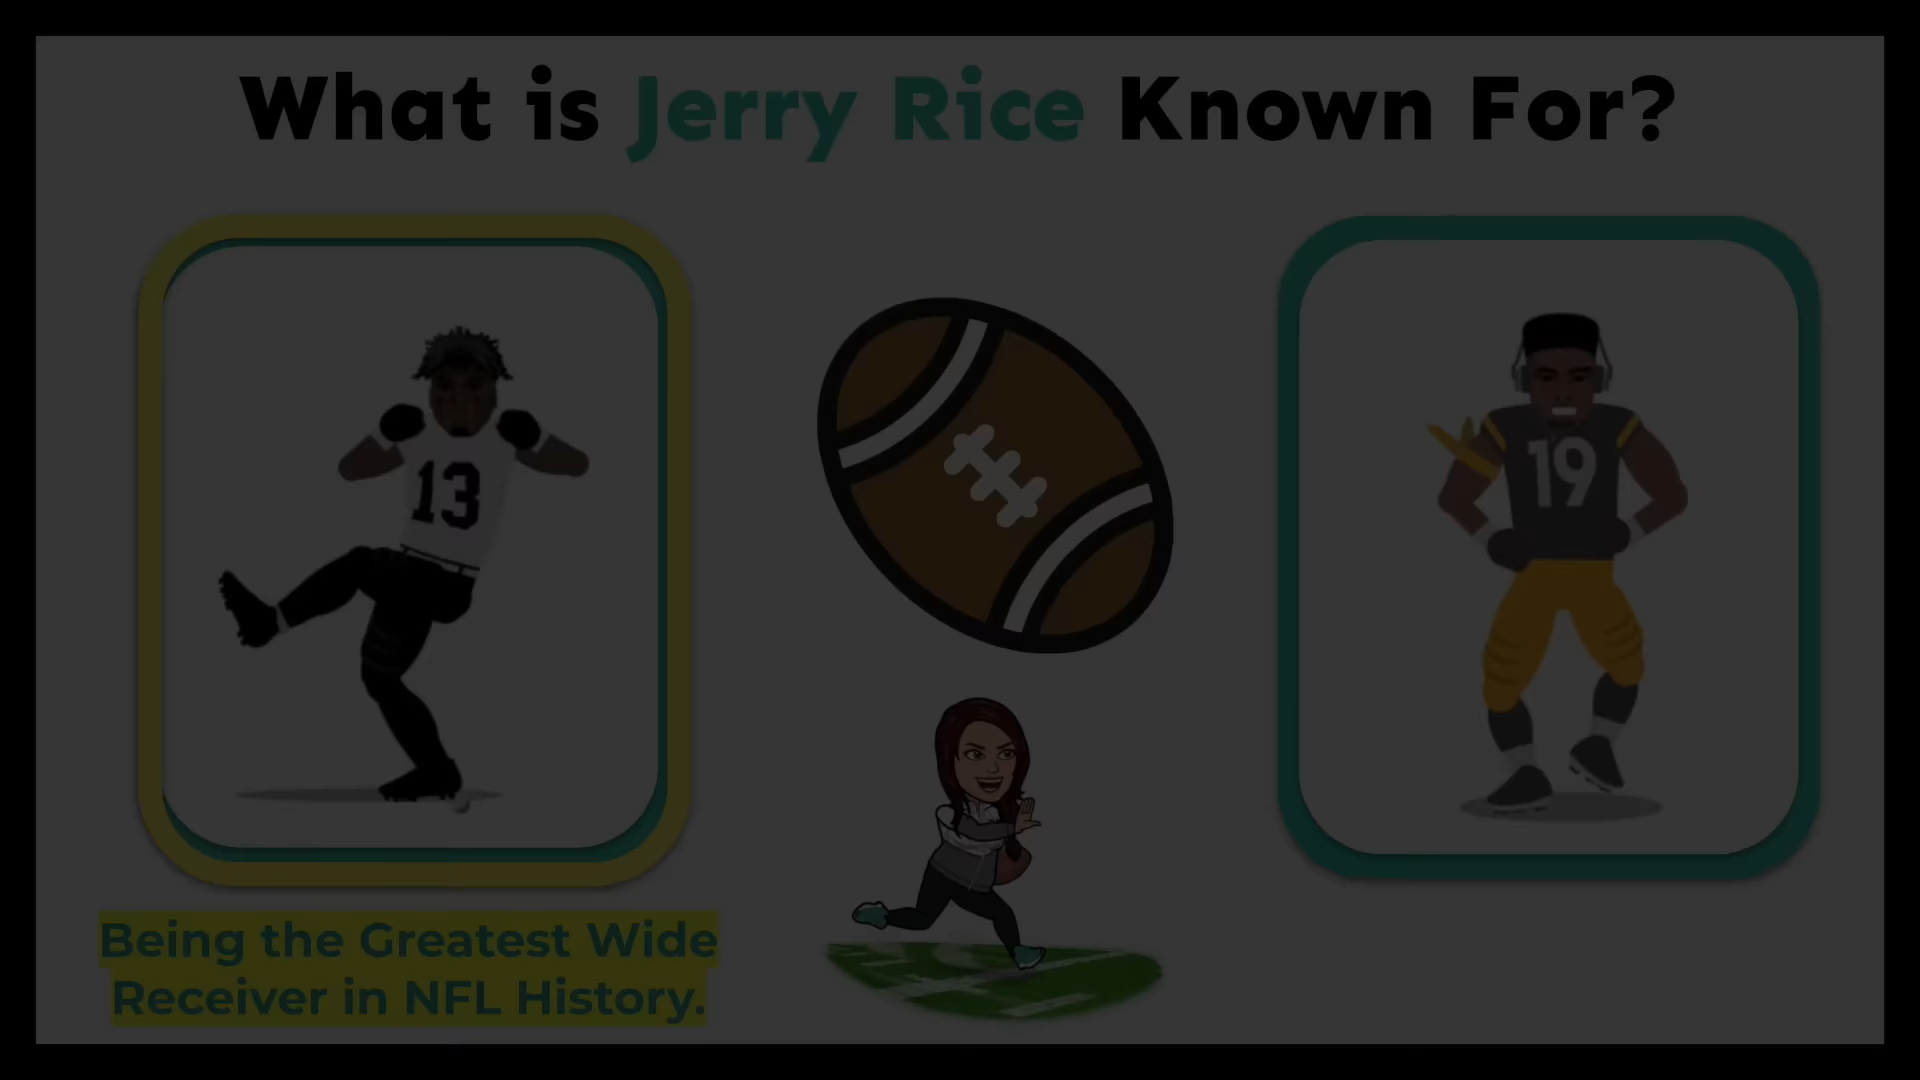 What is Jerry Rice Known For?
13
19
Being the Greatest Wide
Receiver in NFL History.